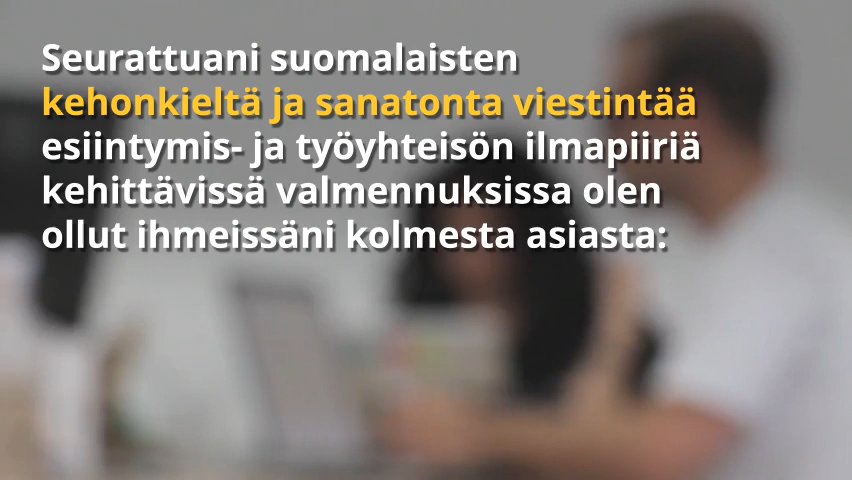 Seurattuani suomalaisten
kehonkieltä ja sanatonta viestintää
esiintymis- ja työyhteisön ilmapiiriä
kehittävissä valmennuksissa olen
ollut ihmeissäni kolmesta asiasta: